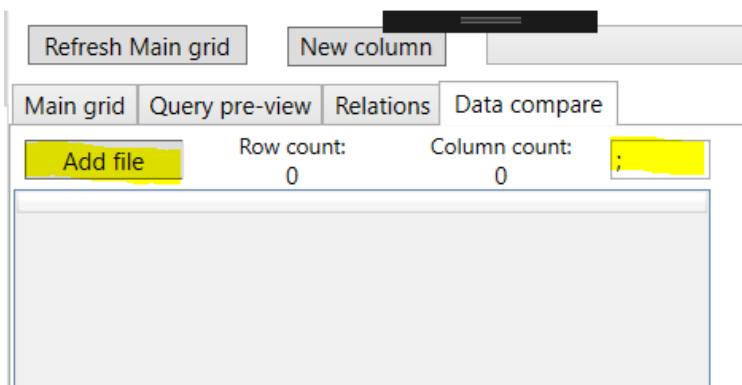 Refresh Main grid New column
Main grid Query pre-view Relations Data compare
Add file Row count: Column count: ;
0 0